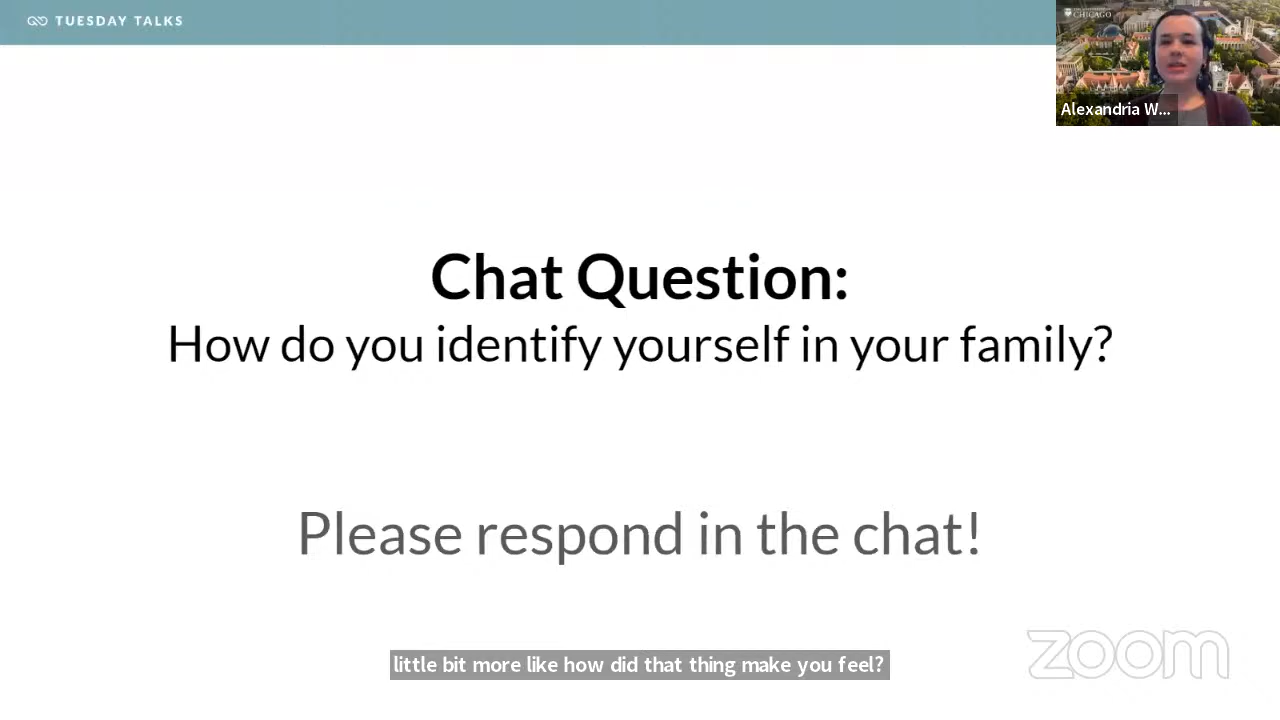 TUESDAY TALKS
CHICAGO
Alexandria W...
Chat Question:
How do you identify yourself in your family?
Please respond in the chat!
zoom
little bit more like how did that thing make you feel?